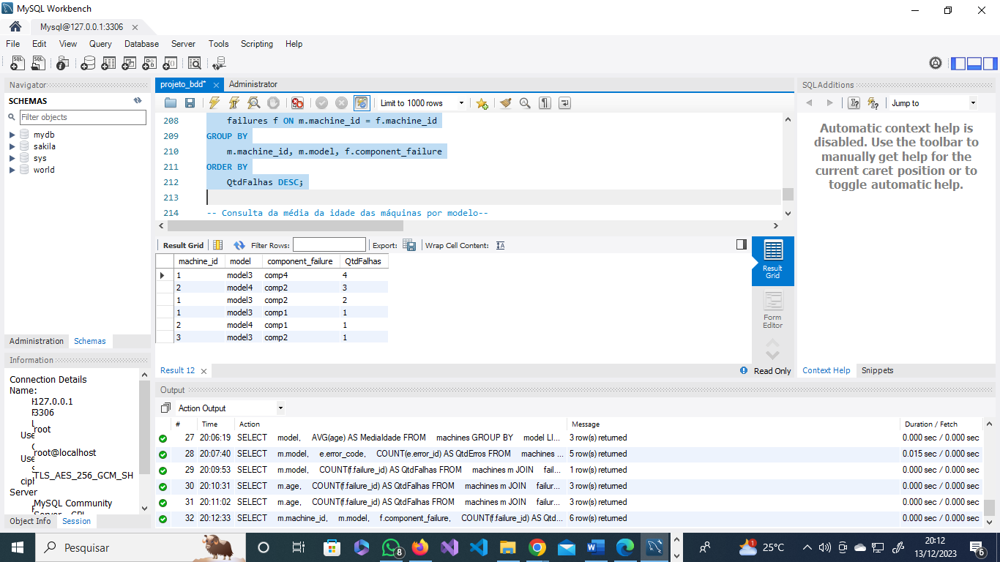 MySQL Workbench
Mysql@127.0.0.1:3306
File Edit View Query Database Server Tools Scripting Help
Navigator
SCHEMAS
Filter objects
mydb
sakila
sys
world
Administration Schemas
Information
Connection Details
Name:
127.0.0.1
3306
root
Use
root@localhost
Use
TLS_AES_256_GCM_SH
cipl
Server
MySQL Community
Object Info Session
projeto_bdd* Administrator
Limit to 1000 rows
208 failures f ON m.machine_id = f.machine_id
209 GROUP BY
210 m.machine_id, m.model, f.component_failure
211 ORDER BY
212 QtdFalhas DESC;
213
214 -- Consulta da média da idade das máquinas por modelo--
Result Grid Filter Rows: Export: Wrap Cell Content:
machine_id model component_failure QtdFalhas
1 model3 comp4 4
2 model4 comp2 3
1 model3 comp2 2
1 model3 comp1 1
2 model4 comp1 1
3 model3 comp2 1
Result Grid
Form Editor
Result 12
Read Only
Output
Action Output
# Time Action Message Duration / Fetch
27 20:06:19 SELECT model, AVG(age) AS MediaIdade FROM machines GROUP BY model LI... 3 row(s) returned 0.000 sec / 0.000 sec
28 20:07:40 SELECT m.model, e.error_code, COUNT(e.error_id) AS QtdErros FROM machines ... 5 row(s) returned 0.015 sec / 0.000 sec
29 20:09:53 SELECT m.model, COUNT(f.failure_id) AS QtdFalhas FROM machines m JOIN fail... 1 row(s) returned 0.000 sec / 0.000 sec
30 20:10:31 SELECT m.age, COUNT(f.failure_id) AS QtdFalhas FROM machines m JOIN failur... 3 row(s) returned 0.000 sec / 0.000 sec
31 20:11:02 SELECT m.age, COUNT(f.failure_id) AS QtdFalhas FROM machines m JOIN failur... 3 row(s) returned 0.000 sec / 0.000 sec
32 20:12:33 SELECT m.machine_id, m.model, f.component_failure, COUNT(f.failure_id) AS Qtd... 6 row(s) returned 0.000 sec / 0.000 sec
SQLAdditions
Jump to
Automatic context help is
disabled. Use the toolbar to
manually get help for the
current caret position or to
toggle automatic help.
Context Help Snippets
Pesquisar
8
25°C
20:12
13/12/2023
6